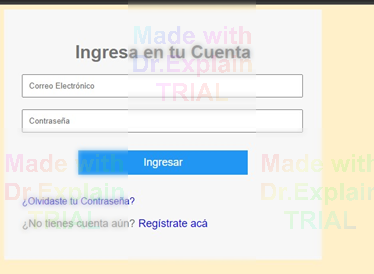 Made with
Dr.Explain
TRIAL
Ingresa en tu Cuenta
Correo Electrónico
Contraseña
Ingresar
Made with
Dr.Explain
TRIAL
Made with
Dr.Explain
TRIAL
¿Olvidaste tu Contraseña?
¿No tienes cuenta aún? Regístrate acá